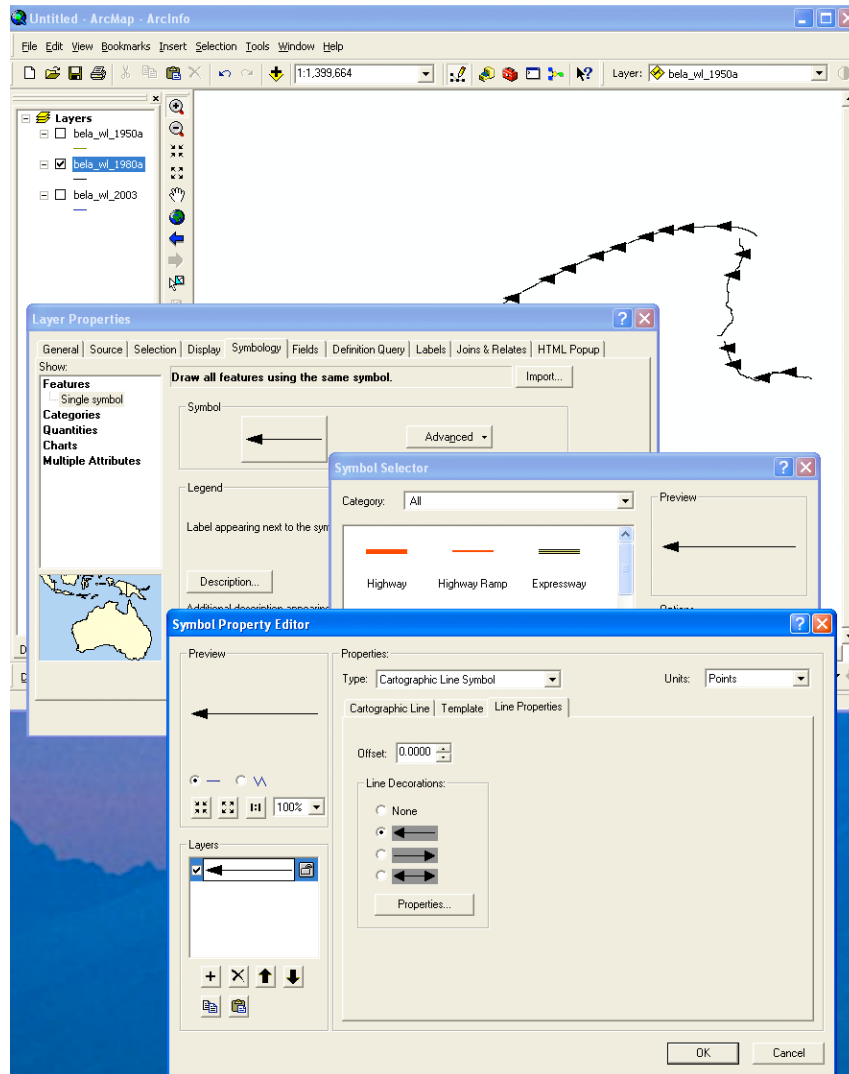 Untitled - ArcMap - ArcInfo
File Edit View Bookmarks Insert Selection Tools Window Help
1:1,399,664
Layer: bela_wl_1950a
Layers
bela_wl_1950a
bela_wl_1980a
bela_wl_2003
Layer Properties
General Source Selection Display Symbology Fields Definition Query Labels Joins & Relates HTML Popup
Show:
Features
Single symbol
Categories
Quantities
Charts
Multiple Attributes
Draw all features using the same symbol.
Import...
Symbol
Advanced
Legend
Label appearing next to the sym
Description...
Additional description appearing
Symbol Selector
Category: All
Preview
Highway
Highway Ramp
Expressway
Options
Symbol Property Editor
Preview
100%
1:1
Layers
Properties:
Type: Cartographic Line Symbol
Units: Points
Cartographic Line Template Line Properties
Offset: 0.0000
Line Decorations:
None
Properties...
OK
Cancel